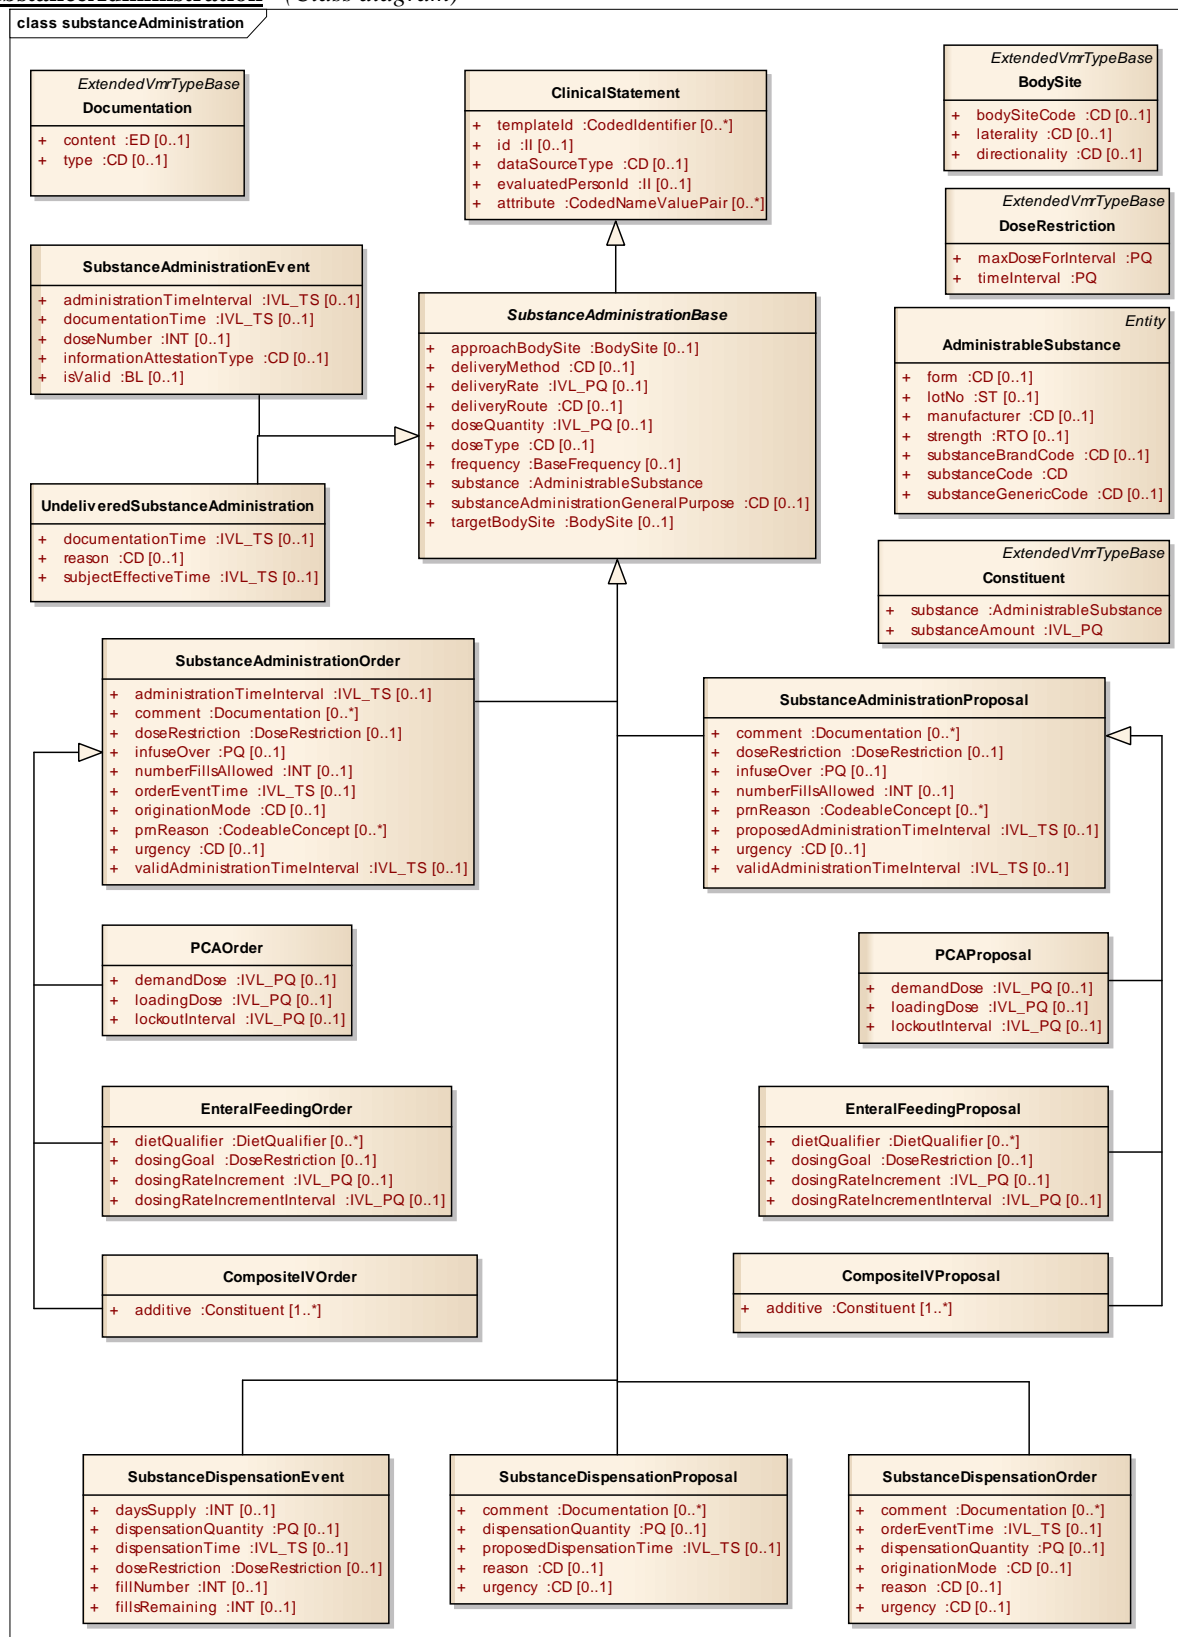 (Class diagram)
class substanceAdministration
ExtendedVmrTypeBase
Documentation
+ content :ED [0..1]
+ type :CD [0..1]
ClinicalStatement
+ templateId :CodedIdentifier [0..*]
+ id :II [0..1]
+ dataSourceType :CD [0..1]
+ evaluatedPersonId :II [0..1]
+ attribute :CodedNameValuePair [0..*]
ExtendedVmrTypeBase
BodySite
+ bodySiteCode :CD [0..1]
+ laterality :CD [0..1]
+ directionality :CD [0..1]
ExtendedVmrTypeBase
DoseRestriction
+ maxDoseForInterval :PQ
+ timeInterval :PQ
SubstanceAdministrationEvent
+ administrationTimeInterval :IVL_TS [0..1]
+ documentationTime :IVL_TS [0..1]
+ doseNumber :INT [0..1]
+ informationAttestationType :CD [0..1]
+ isValid :BL [0..1]
SubstanceAdministrationBase
+ approachBodySite :BodySite [0..1]
+ deliveryMethod :CD [0..1]
+ deliveryRate :IVL_PQ [0..1]
+ deliveryRoute :CD [0..1]
+ doseQuantity :IVL_PQ [0..1]
+ doseType :CD [0..1]
+ frequency :BaseFrequency [0..1]
+ substance :AdministrableSubstance
+ substanceAdministrationGeneralPurpose :CD [0..1]
+ targetBodySite :BodySite [0..1]
Entity
AdministrableSubstance
+ form :CD [0..1]
+ lotNo :ST [0..1]
+ manufacturer :CD [0..1]
+ strength :RTO [0..1]
+ substanceBrandCode :CD [0..1]
+ substanceCode :CD
+ substanceGenericCode :CD [0..1]
UndeliveredSubstanceAdministration
+ documentationTime :IVL_TS [0..1]
+ reason :CD [0..1]
+ subjectEffectiveTime :IVL_TS [0..1]
ExtendedVmrTypeBase
Constituent
+ substance :AdministrableSubstance
+ substanceAmount :IVL_PQ
SubstanceAdministrationOrder
+ administrationTimeInterval :IVL_TS [0..1]
+ comment :Documentation [0..*]
+ doseRestriction :DoseRestriction [0..1]
+ infuseOver :PQ [0..1]
+ numberFillsAllowed :INT [0..1]
+ orderEventTime :IVL_TS [0..1]
+ originationMode :CD [0..1]
+ prnReason :CodeableConcept [0..*]
+ urgency :CD [0..1]
+ validAdministrationTimeInterval :IVL_TS [0..1]
SubstanceAdministrationProposal
+ comment :Documentation [0..*]
+ doseRestriction :DoseRestriction [0..1]
+ infuseOver :PQ [0..1]
+ numberFillsAllowed :INT [0..1]
+ prnReason :CodeableConcept [0..*]
+ proposedAdministrationTimeInterval :IVL_TS [0..1]
+ urgency :CD [0..1]
+ validAdministrationTimeInterval :IVL_TS [0..1]
PCAOrder
+ demandDose :IVL_PQ [0..1]
+ loadingDose :IVL_PQ [0..1]
+ lockoutInterval :IVL_PQ [0..1]
PCAProposal
+ demandDose :IVL_PQ [0..1]
+ loadingDose :IVL_PQ [0..1]
+ lockoutInterval :IVL_PQ [0..1]
EnteralFeedingOrder
+ dietQualifier :DietQualifier [0..*]
+ dosingGoal :DoseRestriction [0..1]
+ dosingRateIncrement :IVL_PQ [0..1]
+ dosingRateIncrementInterval :IVL_PQ [0..1]
EnteralFeedingProposal
+ dietQualifier :DietQualifier [0..*]
+ dosingGoal :DoseRestriction [0..1]
+ dosingRateIncrement :IVL_PQ [0..1]
+ dosingRateIncrementInterval :IVL_PQ [0..1]
CompositeIVOrder
+ additive :Constituent [1..*]
CompositeIVProposal
+ additive :Constituent [1..*]
SubstanceDispensationEvent
+ daysSupply :INT [0..1]
+ dispensationQuantity :PQ [0..1]
+ dispensationTime :IVL_TS [0..1]
+ doseRestriction :DoseRestriction [0..1]
+ fillNumber :INT [0..1]
+ fillsRemaining :INT [0..1]
SubstanceDispensationProposal
+ comment :Documentation [0..*]
+ dispensationQuantity :PQ [0..1]
+ proposedDispensationTime :IVL_TS [0..1]
+ reason :CD [0..1]
+ urgency :CD [0..1]
SubstanceDispensationOrder
+ comment :Documentation [0..*]
+ orderEventTime :IVL_TS [0..1]
+ dispensationQuantity :PQ [0..1]
+ originationMode :CD [0..1]
+ reason :CD [0..1]
+ urgency :CD [0..1]